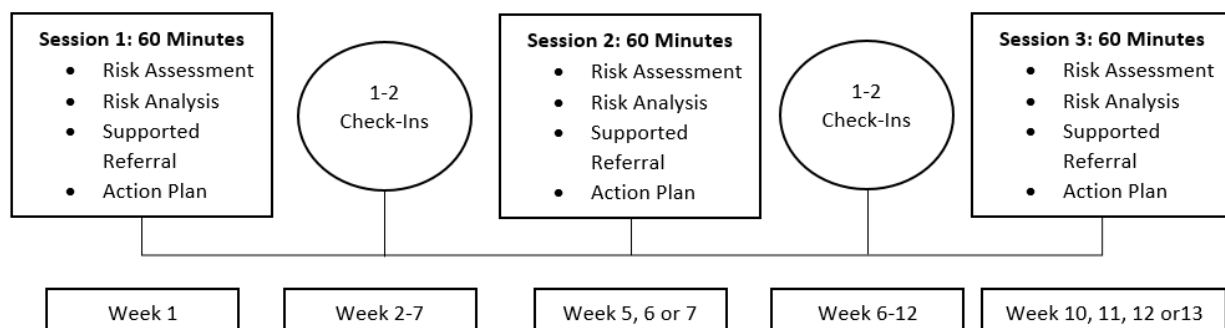 Session 1: 60 Minutes
• Risk Assessment
• Risk Analysis
• Supported
Referral
• Action Plan
1-2
Check-Ins
Session 2: 60 Minutes
• Risk Assessment
• Risk Analysis
• Supported
Referral
• Action Plan
1-2
Check-Ins
Session 3: 60 Minutes
• Risk Assessment
• Risk Analysis
• Supported
Referral
• Action Plan
Week 1
Week 2-7
Week 5, 6 or 7
Week 6-12
Week 10, 11, 12 or13